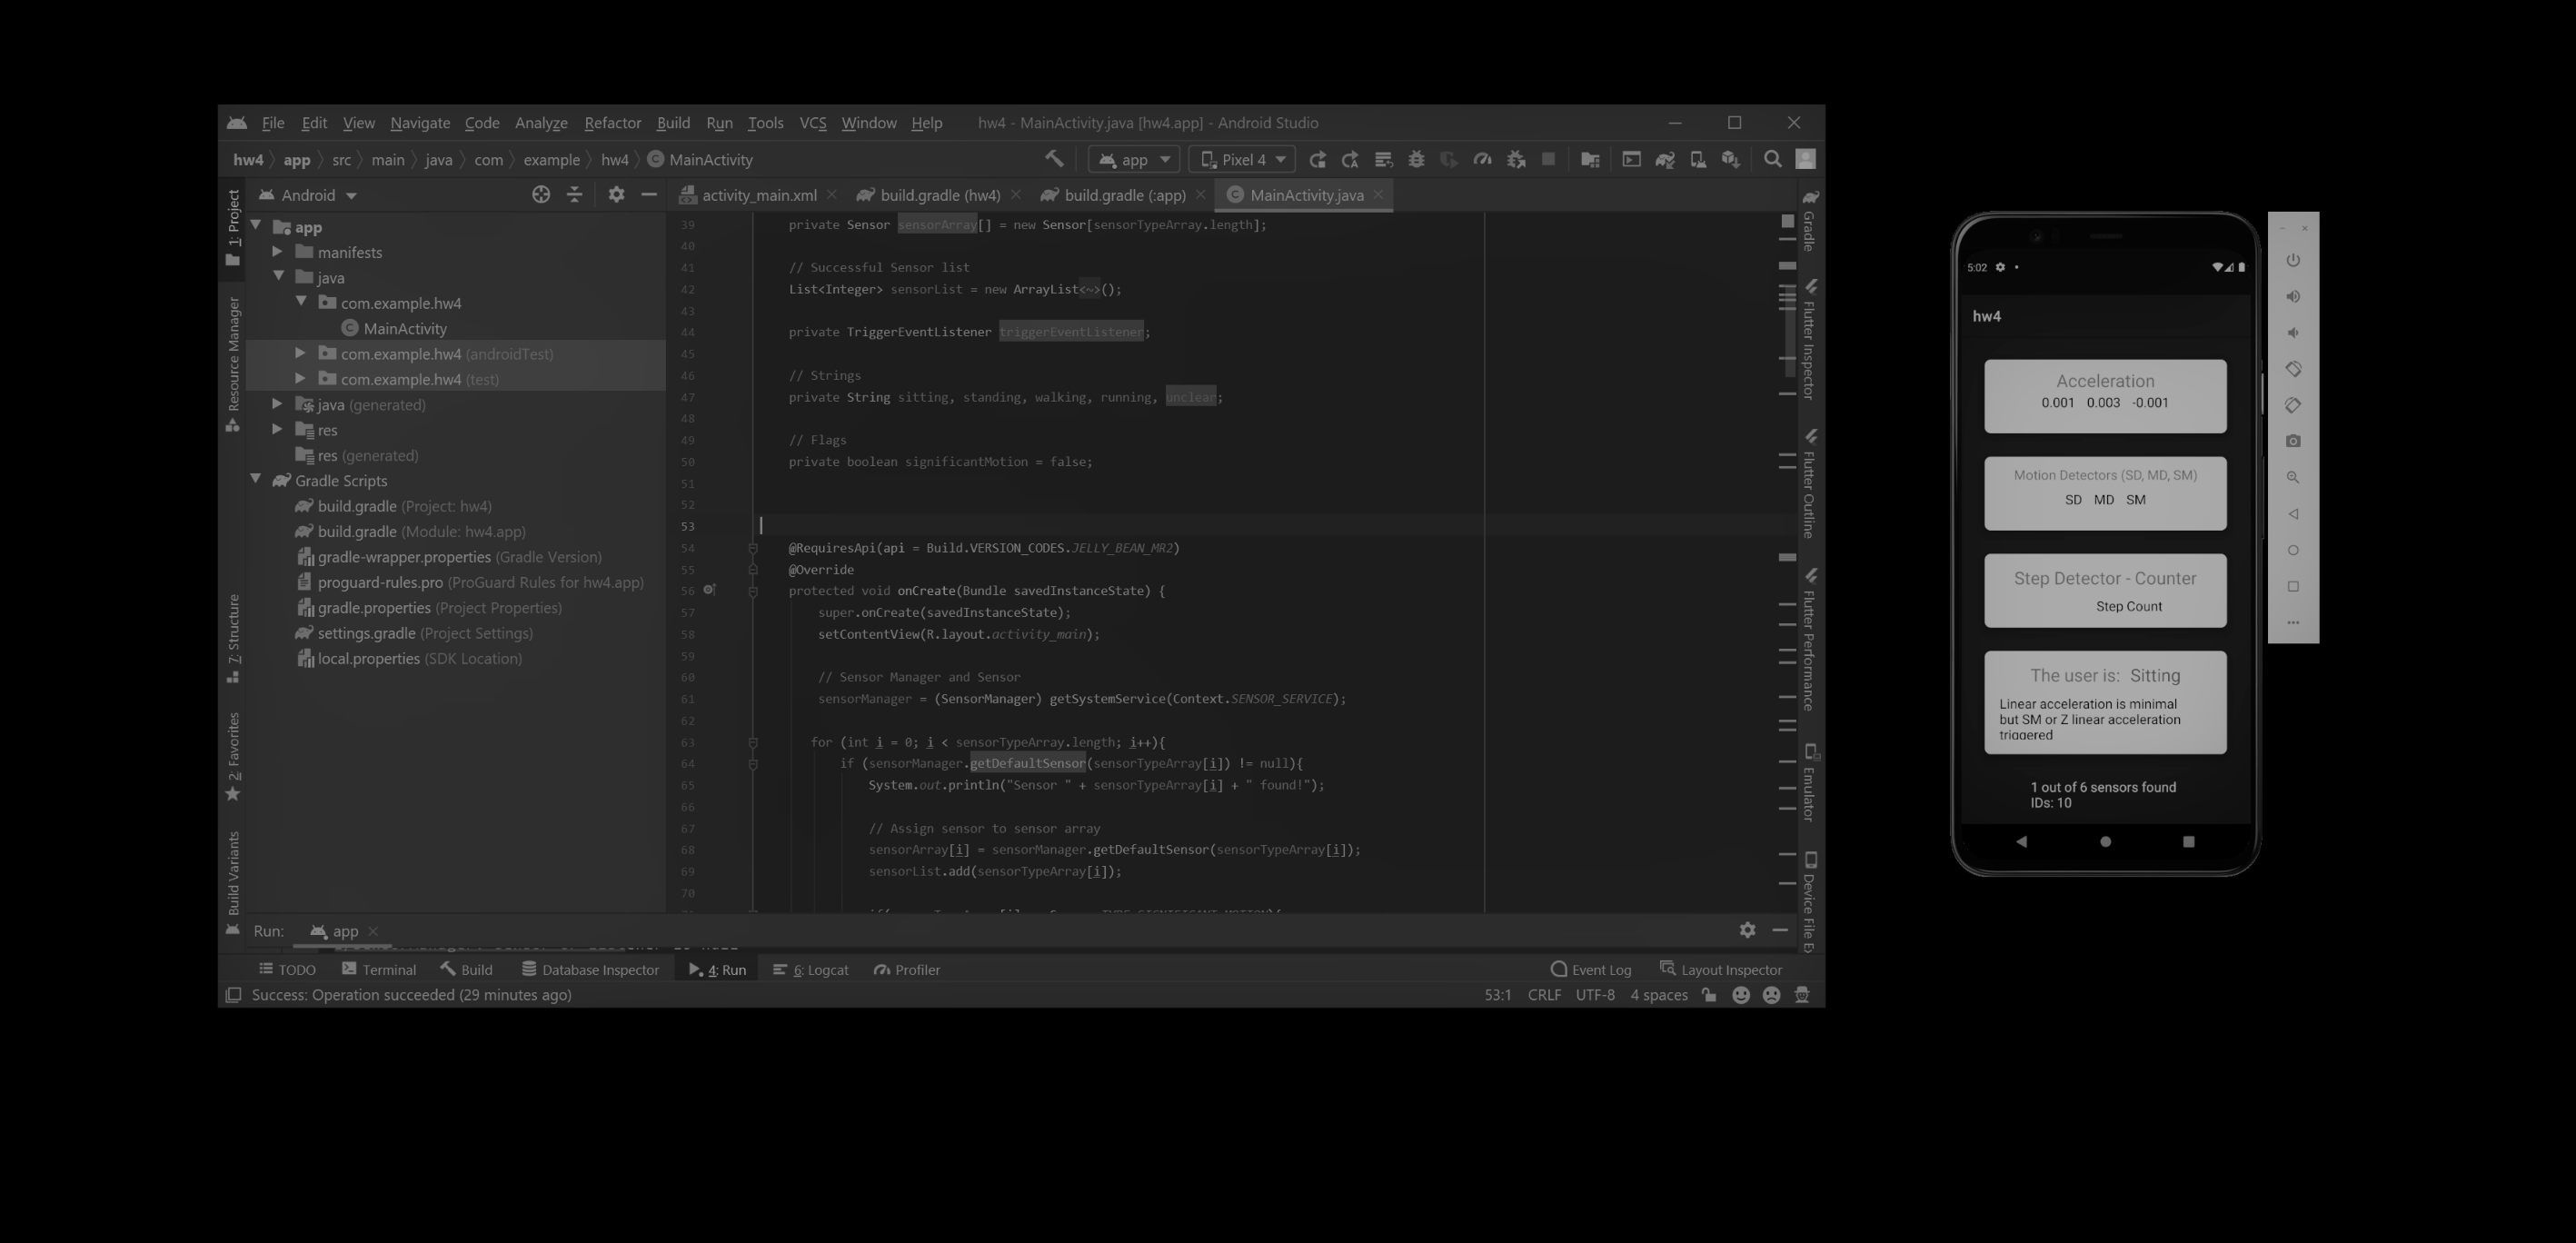 File Edit View Navigate Code Analyze Refactor Build Run Tools VCS Window Help hw4 - MainActivity.java [hw4.app] - Android Studio
hw4 app src main java com example hw4 MainActivity app Pixel 4
Android
activity_main.xml build.gradle (hw4) build.gradle (:app) MainActivity.java
1: Project
Resource Manager
7: Structure
2: Favorites
Build Variants
app
manifests
java
com.example.hw4
MainActivity
com.example.hw4 (androidTest)
com.example.hw4 (test)
java (generated)
res
res (generated)
Gradle Scripts
build.gradle (Project: hw4)
build.gradle (Module: hw4.app)
gradle-wrapper.properties (Gradle Version)
proguard-rules.pro (ProGuard Rules for hw4.app)
gradle.properties (Project Properties)
settings.gradle (Project Settings)
local.properties (SDK Location)
39 private Sensor sensorArray[] = new Sensor[sensorTypeArray.length];
40
41 // Successful Sensor list
42 List<Integer> sensorList = new ArrayList<~>();
43
44 private TriggerEventListener triggerEventListener;
45
46 // Strings
47 private String sitting, standing, walking, running, unclear;
48
49 // Flags
50 private boolean significantMotion = false;
51
52
53
54 @RequiresApi(api = Build.VERSION_CODES.JELLY_BEAN_MR2)
55 @Override
56 protected void onCreate(Bundle savedInstanceState) {
57 super.onCreate(savedInstanceState);
58 setContentView(R.layout.activity_main);
59
60 // Sensor Manager and Sensor
61 sensorManager = (SensorManager) getSystemService(Context.SENSOR_SERVICE);
62
63 for (int i = 0; i < sensorTypeArray.length; i++){
64 if (sensorManager.getDefaultSensor(sensorTypeArray[i]) != null){
65 System.out.println("Sensor " + sensorTypeArray[i] + " found!");
66
67 // Assign sensor to sensor array
68 sensorArray[i] = sensorManager.getDefaultSensor(sensorTypeArray[i]);
69 sensorList.add(sensorTypeArray[i]);
70
Gradle
Flutter Inspector
Flutter Outline
Flutter Performance
Emulator
Device File Ex
Run: app
TODO Terminal Build Database Inspector 4: Run 6: Logcat Profiler Event Log Layout Inspector
Success: Operation succeeded (29 minutes ago) 53:1 CRLF UTF-8 4 spaces
5:02
hw4
Acceleration
0.001 0.003 -0.001
Motion Detectors (SD, MD, SM)
SD MD SM
Step Detector - Counter
Step Count
The user is: Sitting
Linear acceleration is minimal
but SM or Z linear acceleration
triggered
1 out of 6 sensors found
IDs: 10